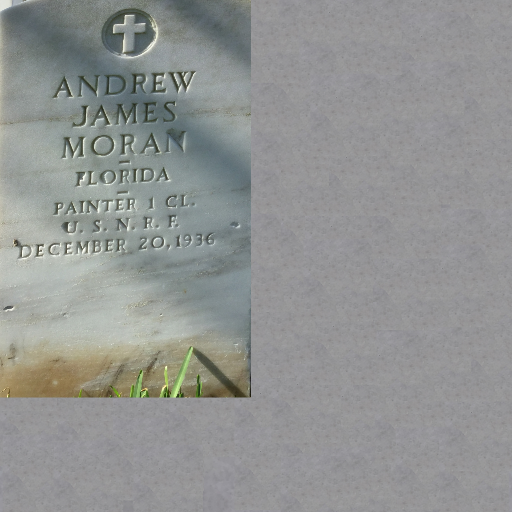 ANDREW
JAMES
MORAN
FLORIDA
PAINTER 1 CL.
U. S. N. R. F.
DECEMBER 20, 1936